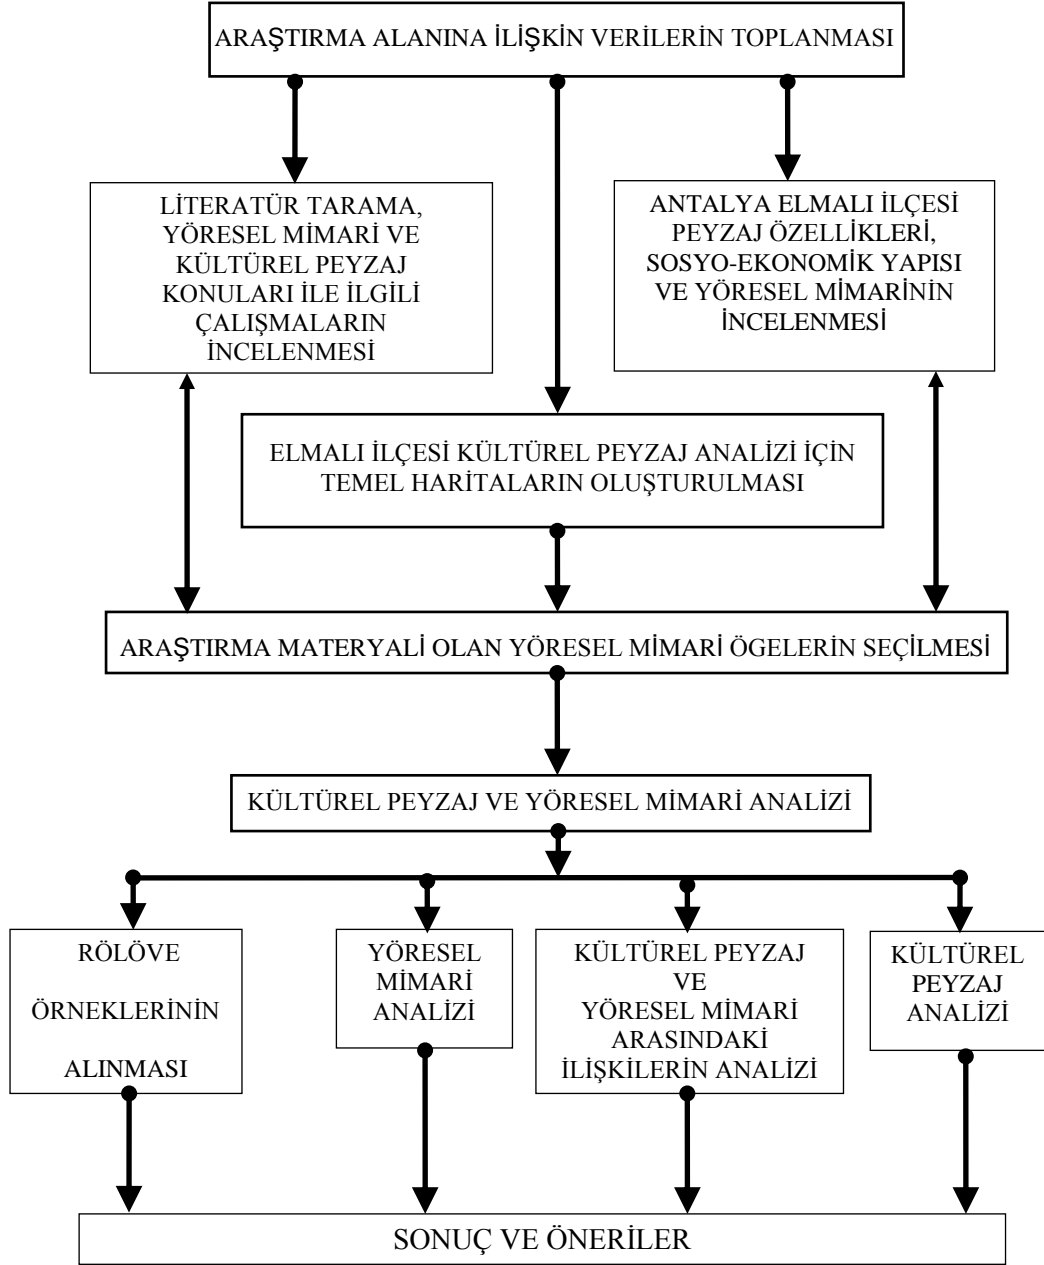 ARAŞTIRMA ALANINA İLİŞKİN VERİLERİN TOPLANMASI
LİTERATÜR TARAMA,
YÖRESEL MİMARİ VE
KÜLTÜREL PEYZAJ
KONULARI İLE İLGİLİ
ÇALIŞMALARIN
İNCELENMESİ
ANTALYA ELMALI İLÇESİ
PEYZAJ ÖZELLİKLERİ,
SOSYO-EKONOMİK YAPISI
VE YÖRESEL MİMARİNİN
İNCELENMESİ
ELMALI İLÇESİ KÜLTÜREL PEYZAJ ANALİZİ İÇİN
TEMEL HARİTALARIN OLUŞTURULMASI
ARAŞTIRMA MATERYALİ OLAN YÖRESEL MİMARİ ÖGELERİN SEÇİLMESİ
KÜLTÜREL PEYZAJ VE YÖRESEL MİMARİ ANALİZİ
RÖLÖVE
ÖRNEKLERİNİN
ALINMASI
YÖRESEL
MİMARİ
ANALİZİ
KÜLTÜREL PEYZAJ
VE
YÖRESEL MİMARİ
ARASINDAKİ
İLİŞKİLERİN ANALİZİ
KÜLTÜREL
PEYZAJ
ANALİZİ
SONUÇ VE ÖNERİLER